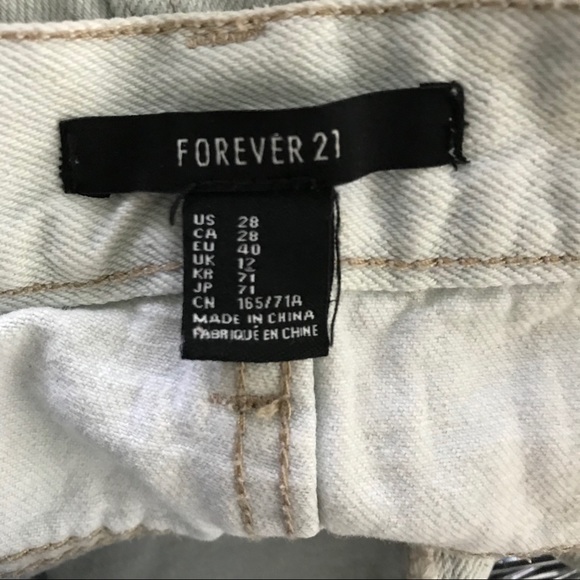 FOREVER 21
US 28
CA 28
EU 40
UK 12
KR 71
JP 71
CN 165/71A
MADE IN CHINA
FABRIQUÉ EN CHINE